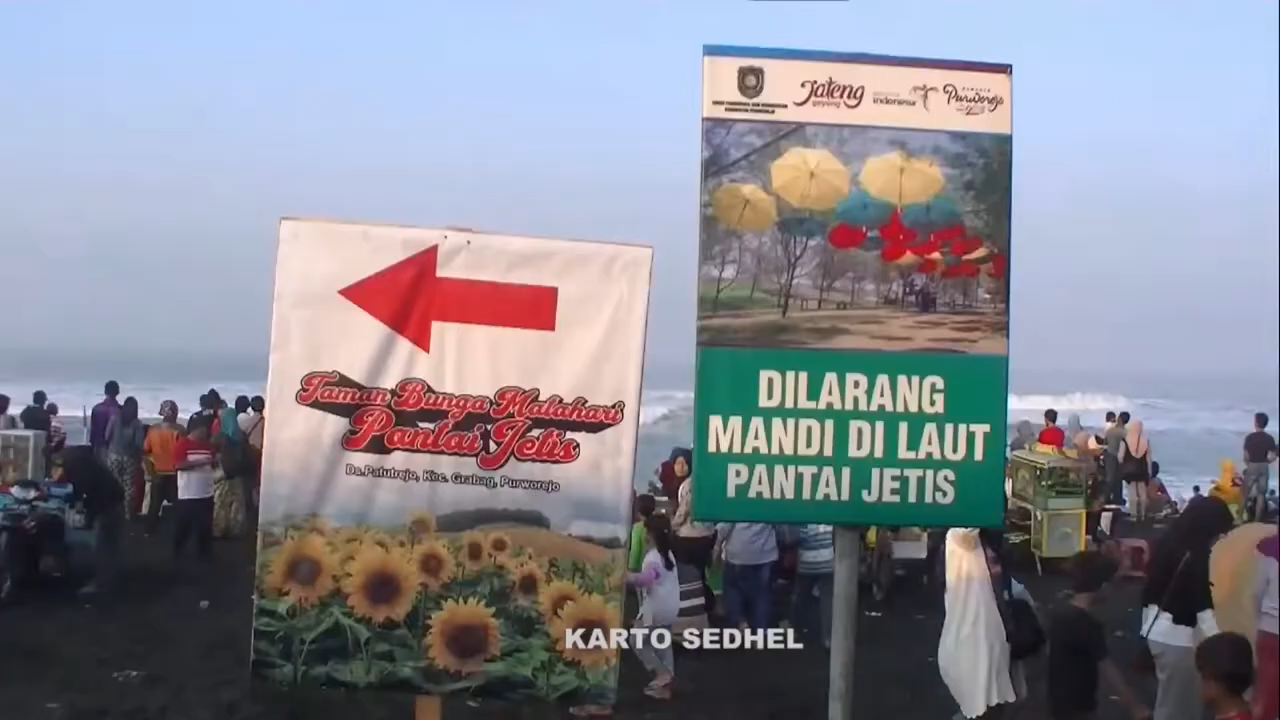 Taman Bunga Matahari
Pantai Jetis
Ds. Patutrejo, Kec. Grabag, Purworejo
Jateng
gayeng
indonesia
Purworejo
DILARANG
MANDI DI LAUT
PANTAI JETIS
KARTO SEDHEL